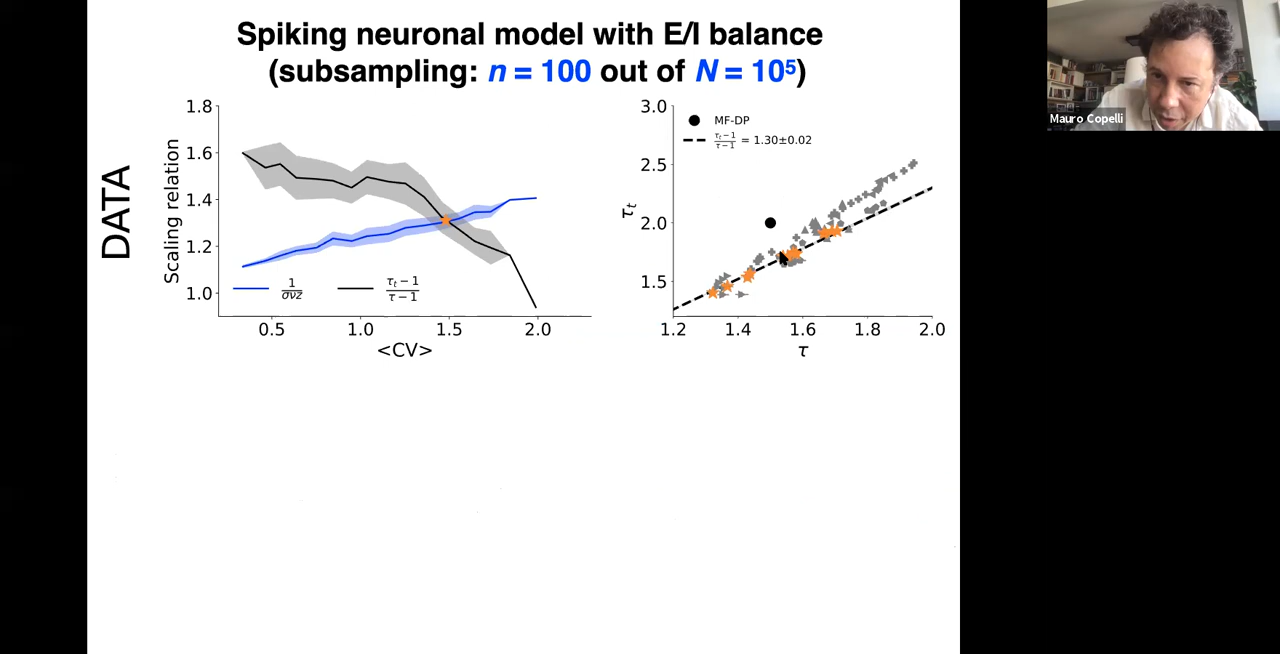 Spiking neuronal model with E/I balance
(subsampling: n = 100 out of N = 10⁵)
Mauro Copelli
DATA
Scaling relation
1.8
1.6
1.4
1.2
1.0
1/σνz
τt − 1/τ − 1
0.5 1.0 1.5 2.0
<CV>
τt
3.0
2.5
2.0
1.5
MF-DP
τt−1/τ−1 = 1.30±0.02
1.2 1.4 1.6 1.8 2.0
τ